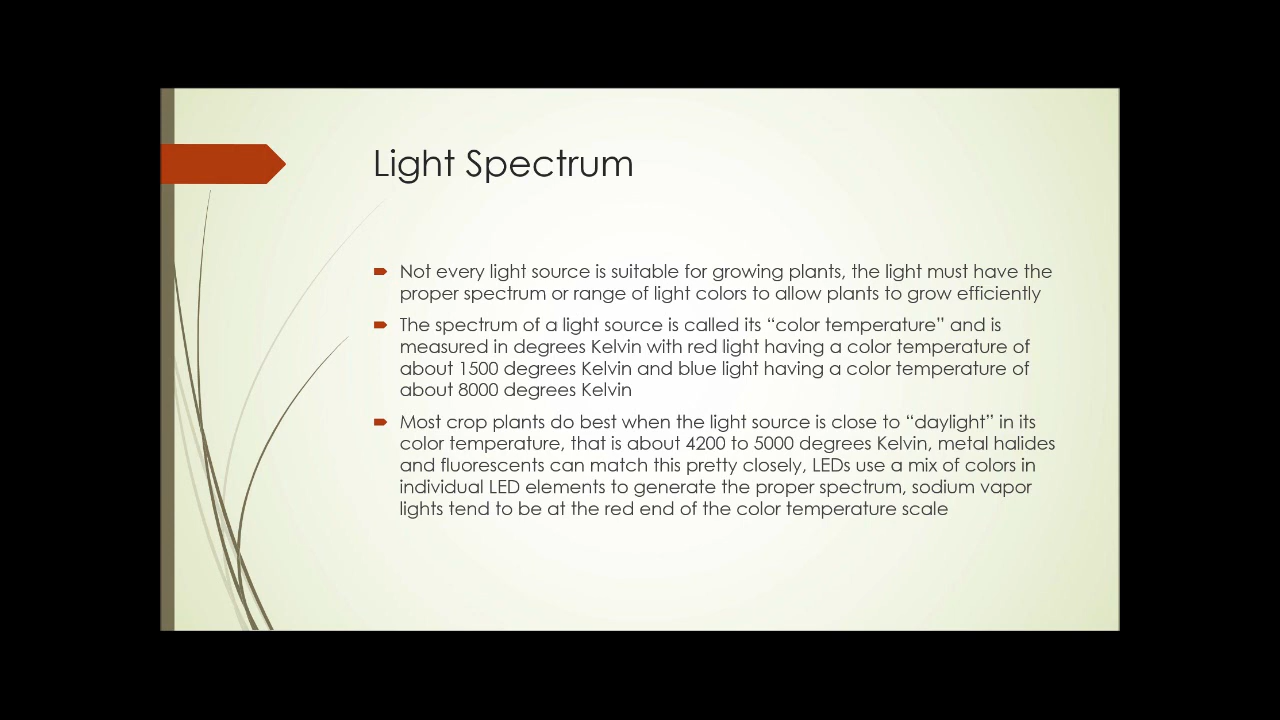 Light Spectrum
Not every light source is suitable for growing plants, the light must have the
proper spectrum or range of light colors to allow plants to grow efficiently
The spectrum of a light source is called its “color temperature” and is
measured in degrees Kelvin with red light having a color temperature of
about 1500 degrees Kelvin and blue light having a color temperature of
about 8000 degrees Kelvin
Most crop plants do best when the light source is close to “daylight” in its
color temperature, that is about 4200 to 5000 degrees Kelvin, metal halides
and fluorescents can match this pretty closely, LEDs use a mix of colors in
individual LED elements to generate the proper spectrum, sodium vapor
lights tend to be at the red end of the color temperature scale